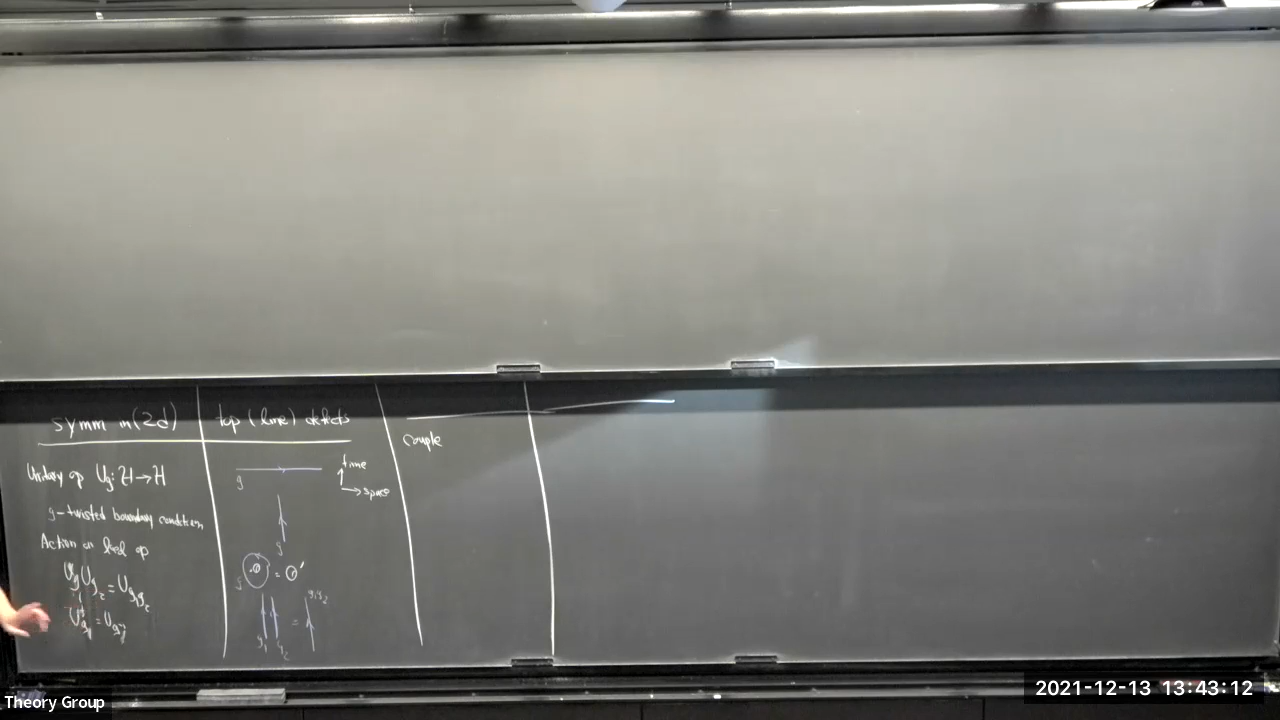 symm in (2d)
top (line) defects
couple
Unitary op U_g: H → H
g
time
space
g-twisted boundary condition
g
Action on local op
g
O = O'
U_g1 U_g2 = U_g1g2
g1 g2 = g1g2
Theory Group
2021-12-13 13:43:12